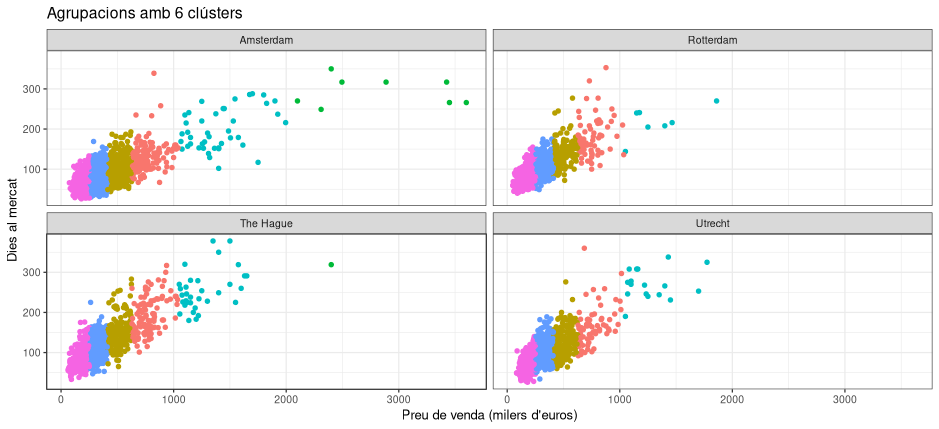 Agrupacions amb 6 clústers
Amsterdam
Rotterdam
300
200
100
The Hague
Utrecht
300
200
100
0
1000
2000
3000
0
1000
2000
3000
Dies al mercat
Preu de venda (milers d'euros)